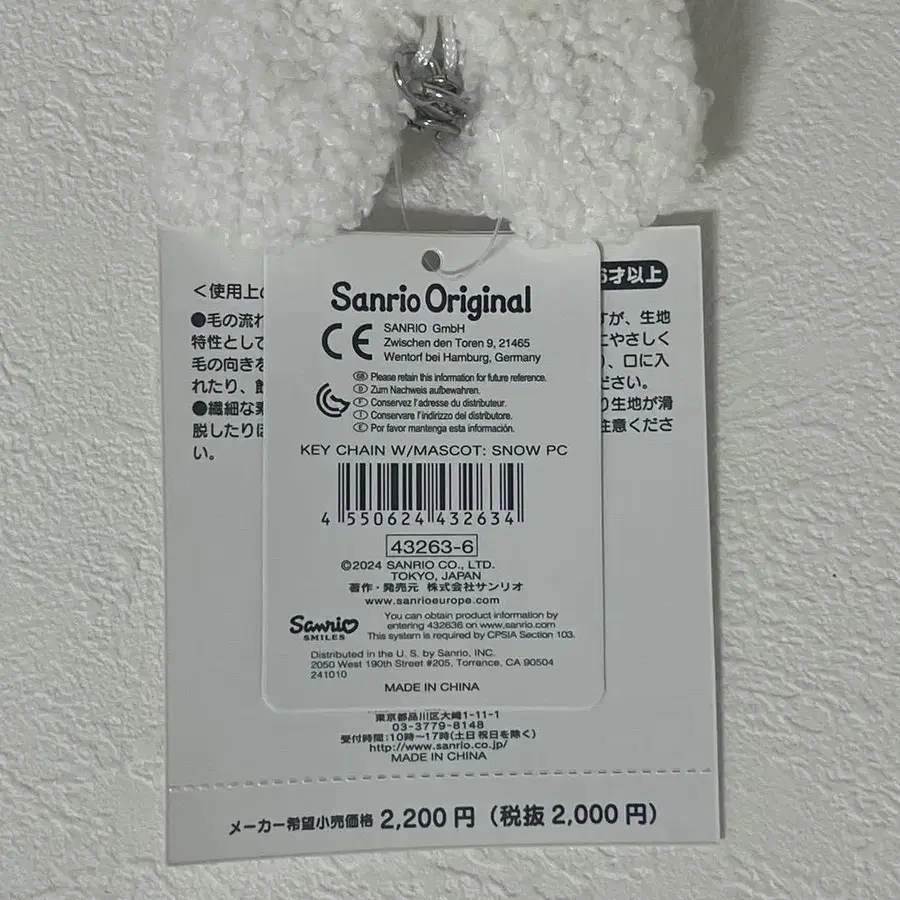 <使用上の
6才以上
●毛の流れ
すが、生地
特性として
にやさしく
毛の向きを
、口に入
れたり、飲
ださい。
●繊細な素
り生地が滑
脱したりほ
注意くださ
い。
Sanrio Original
CE SANRIO GmbH
Zwischen den Toren 9, 21465
Wentorf bei Hamburg, Germany
GB Please retain this information for future reference.
D Zum Nachweis aufbewahren.
F Conservez l'adresse du distributeur.
I Conservare l'indirizzo del distributore.
E Por favor mantenga esta información.
KEY CHAIN W/MASCOT: SNOW PC
4 550624 432634
43263-6
©2024 SANRIO CO., LTD.
TOKYO, JAPAN
著作・発売元 株式会社サンリオ
www.sanrioeurope.com
Sanrio
SMILES
You can obtain product information by
entering 432636 on www.sanrio.com
This system is required by CPSIA Section 103.
Distributed in the U. S. by Sanrio, INC.
2050 West 190th Street #205, Torrance, CA 90504
241010
MADE IN CHINA
東京都品川区大崎1-11-1
03-3779-8148
受付時間:10時〜17時(土日祝日を除く)
http://www.sanrio.co.jp/
MADE IN CHINA
メーカー希望小売価格 2,200円(税抜2,000円)